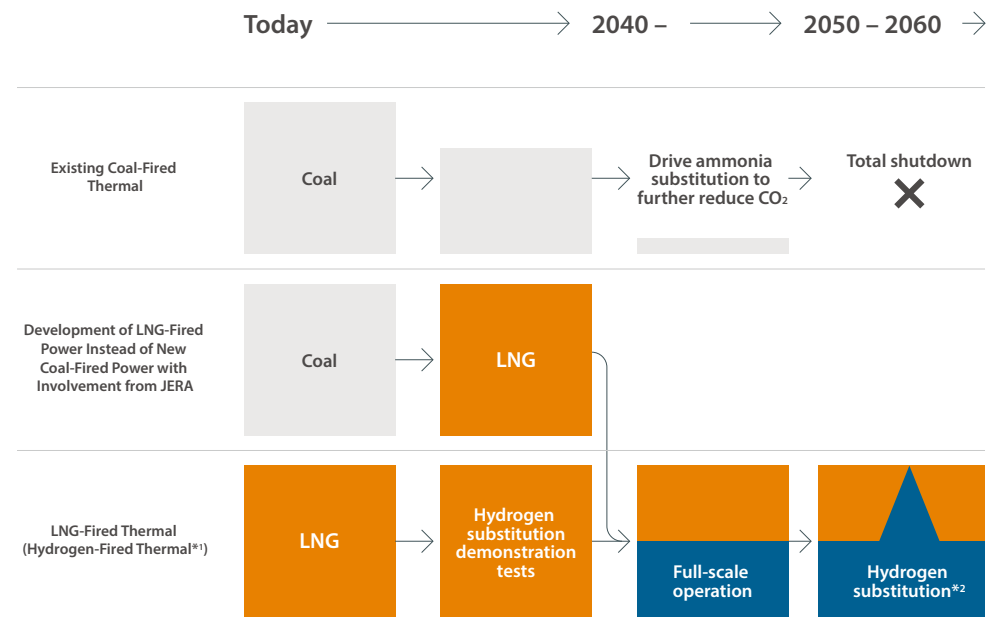 Today
2040 –
2050 – 2060
Existing Coal-Fired
Thermal
Coal
Drive ammonia
substitution to
further reduce CO₂
Total shutdown
Development of LNG-Fired
Power Instead of New
Coal-Fired Power with
Involvement from JERA
Coal
LNG
LNG-Fired Thermal
(Hydrogen-Fired Thermal*¹)
LNG
Hydrogen
substitution
demonstration
tests
Full-scale
operation
Hydrogen
substitution*²